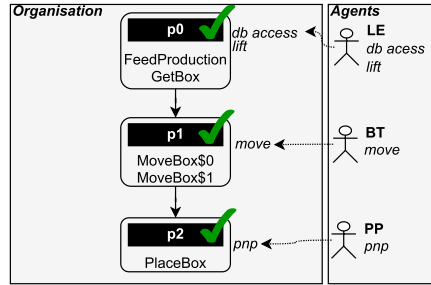 Organisation
Agents
p0
db access
lift
FeedProduction
GetBox
LE
db acess
lift
p1
move
MoveBox$0
MoveBox$1
BT
move
p2
pnp
PlaceBox
PP
pnp